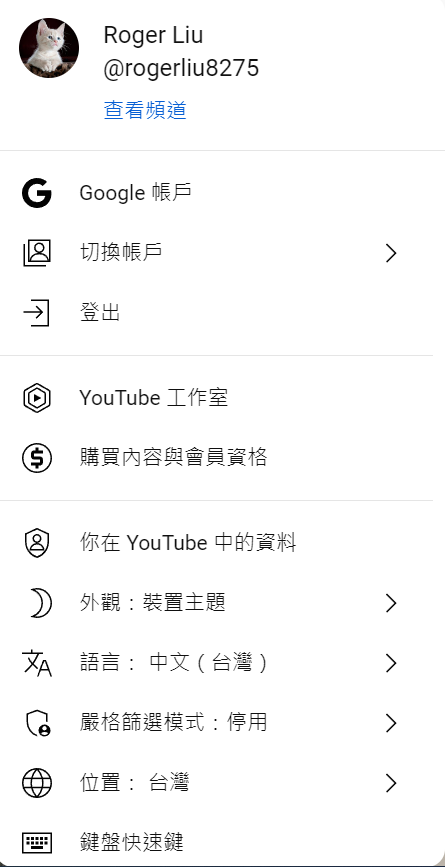 Roger Liu
@rogerliu8275
查看頻道
Google 帳戶
切換帳戶
登出
YouTube 工作室
購買內容與會員資格
你在 YouTube 中的資料
外觀：裝置主題
語言： 中文 ( 台灣 )
嚴格篩選模式：停用
位置： 台灣
鍵盤快速鍵